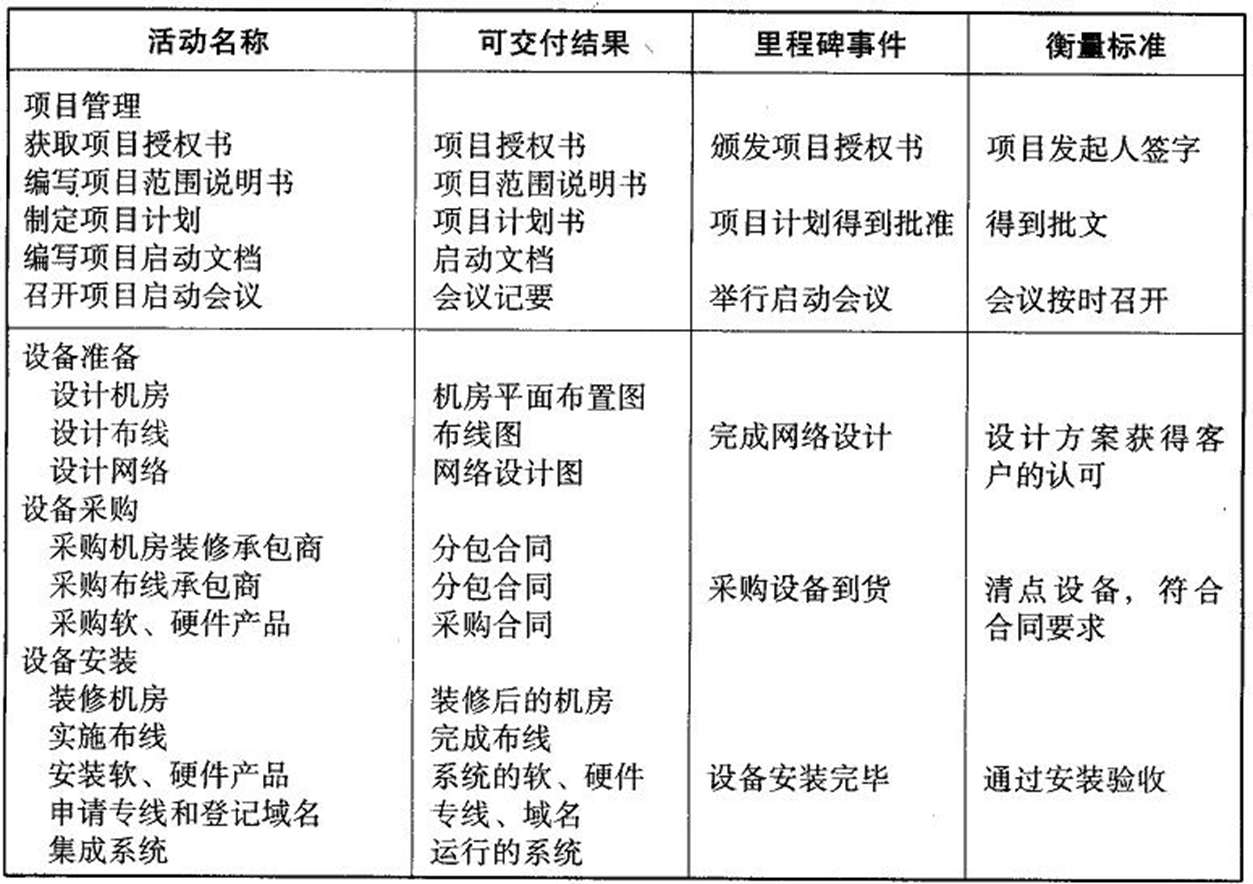 活动名称 可交付结果 里程碑事件 衡量标准
项目管理
获取项目授权书 项目授权书 颁发项目授权书 项目发起人签字
编写项目范围说明书 项目范围说明书
制定项目计划 项目计划书 项目计划得到批准 得到批文
编写项目启动文档 启动文档
召开项目启动会议 会议记要 举行启动会议 会议按时召开
设备准备
设计机房 机房平面布置图
设计布线 布线图 完成网络设计 设计方案获得客
设计网络 网络设计图 户的认可
设备采购
采购机房装修承包商 分包合同
采购布线承包商 分包合同 采购设备到货 清点设备，符合
采购软、硬件产品 采购合同 合同要求
设备安装
装修机房 装修后的机房
实施布线 完成布线
安装软、硬件产品 系统的软、硬件 设备安装完毕 通过安装验收
申请专线和登记域名 专线、域名
集成系统 运行的系统